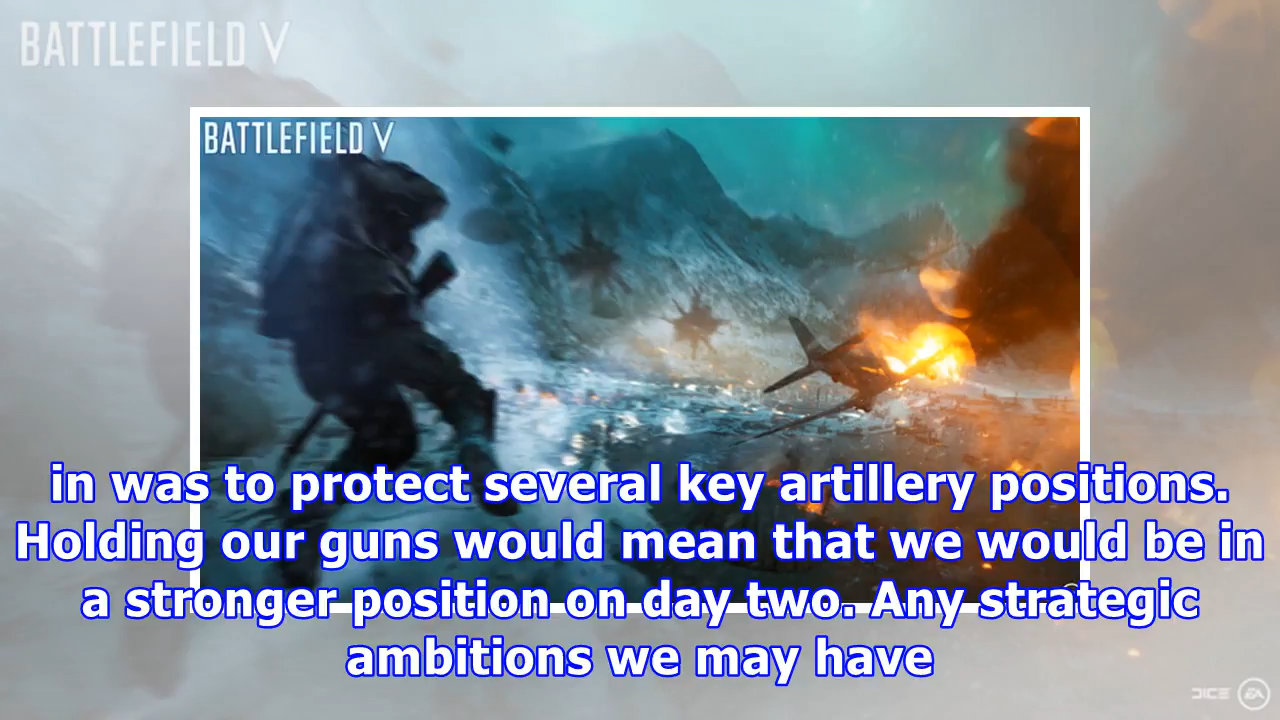 BATTLEFIELD V
BATTLEFIELD V
in was to protect several key artillery positions.
Holding our guns would mean that we would be in
a stronger position on day two. Any strategic
ambitions we may have
DICE EA